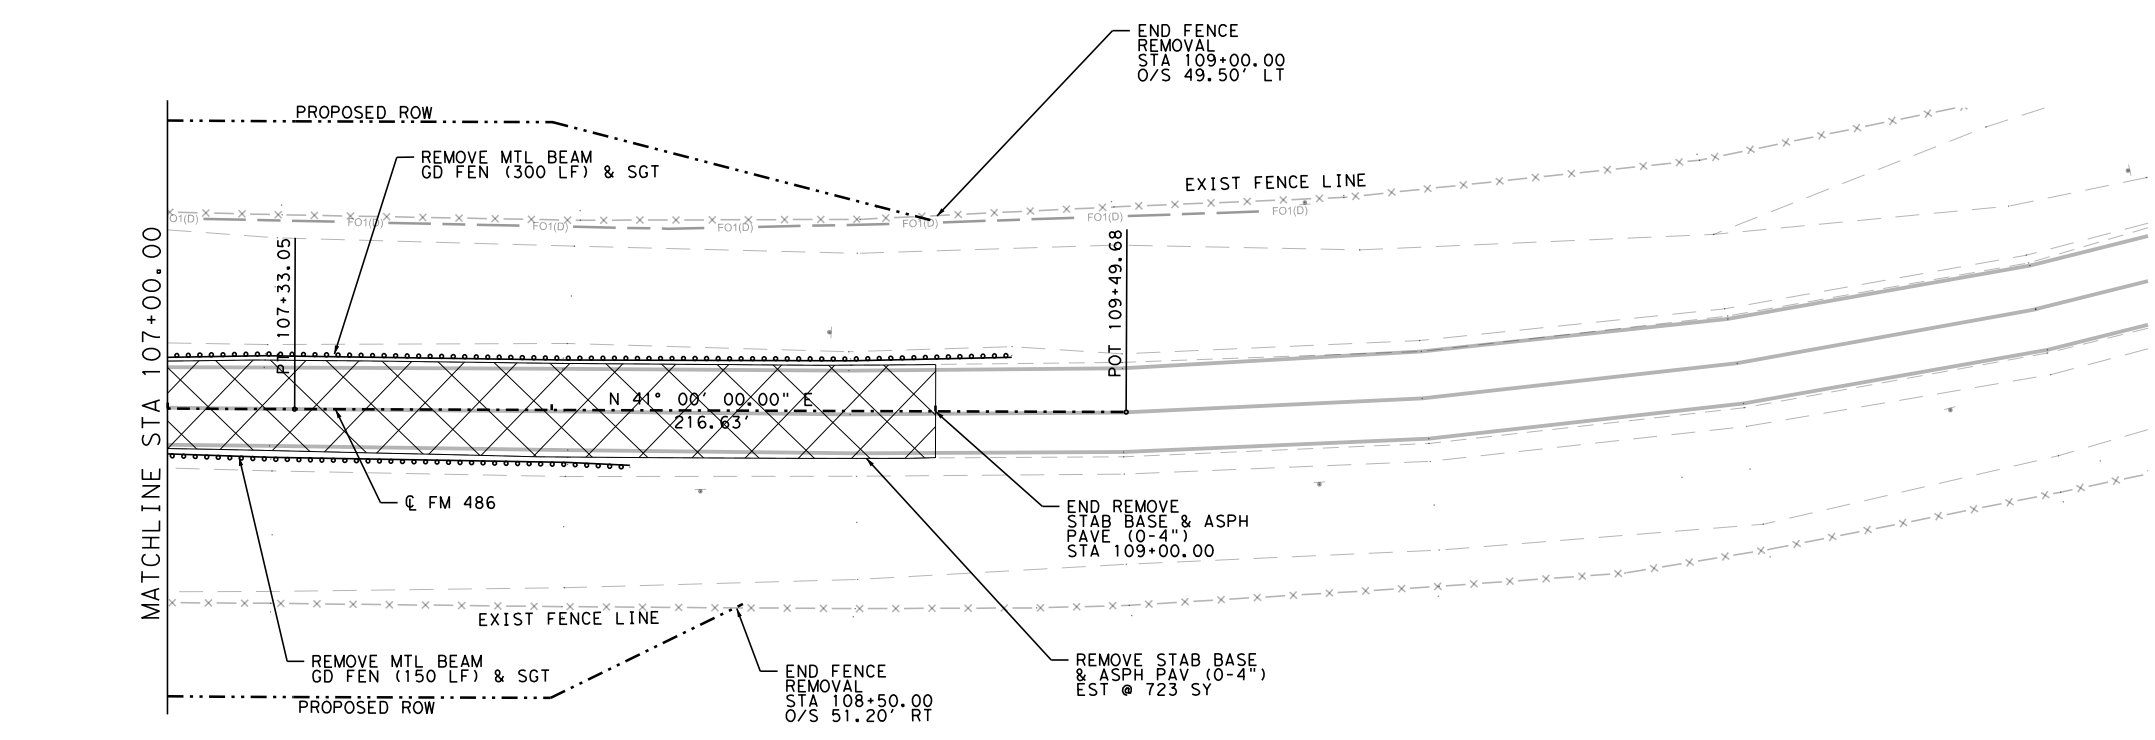 END FENCE
REMOVAL
STA 109+00.00
O/S 49.50' LT
PROPOSED ROW
REMOVE MTL BEAM
GD FEN (300 LF) & SGT
EXIST FENCE LINE
FO1(D)
FO1(D)
FO1(D)
FO1(D)
FO1(D)
FO1(D)
FO1(D)
MATCHLINE STA 107+00.00
PT 107+33.05
POT 109+49.68
N 41° 00' 00.00" E
216.63'
℄ FM 486
END REMOVE
STAB BASE & ASPH
PAVE (0-4")
STA 109+00.00
EXIST FENCE LINE
REMOVE MTL BEAM
GD FEN (150 LF) & SGT
PROPOSED ROW
END FENCE
REMOVAL
STA 108+50.00
O/S 51.20' RT
REMOVE STAB BASE
& ASPH PAV (0-4")
EST @ 723 SY